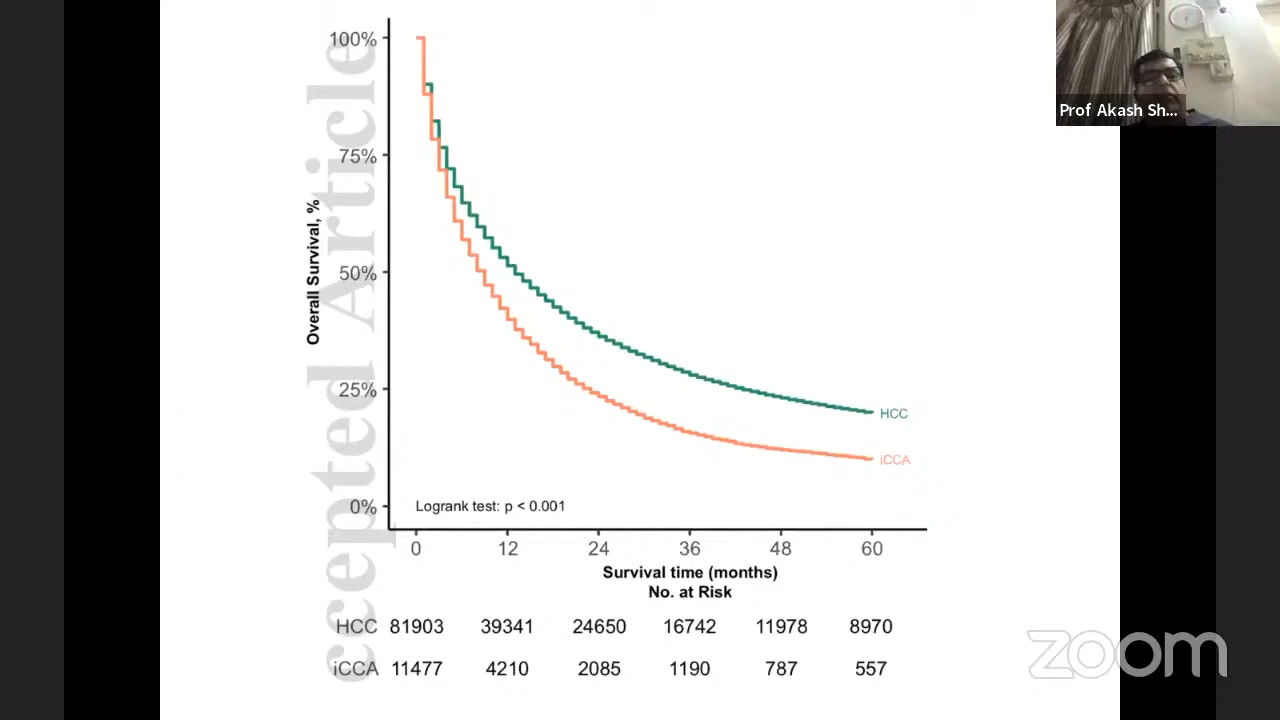 Prof Akash Sh...
100%
75%
50%
25%
0%
Overall Survival, %
ccepted Article
HCC
iCCA
Logrank test: p < 0.001
0 12 24 36 48 60
Survival time (months)
No. at Risk
HCC 81903 39341 24650 16742 11978 8970
iCCA 11477 4210 2085 1190 787 557
zoom